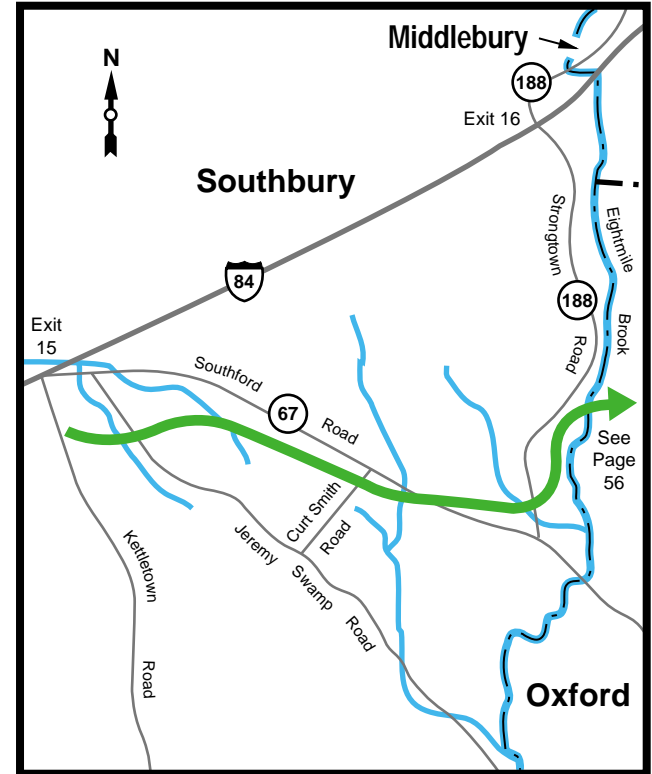 Middlebury
N
188
Exit 16
Southbury
Strongtown
Eightmile
84
188
Exit
15
Brook
Road
Southford
67
Road
See
Page
56
Curt Smith
Road
Kettletown
Jeremy
Swamp
Road
Road
Oxford